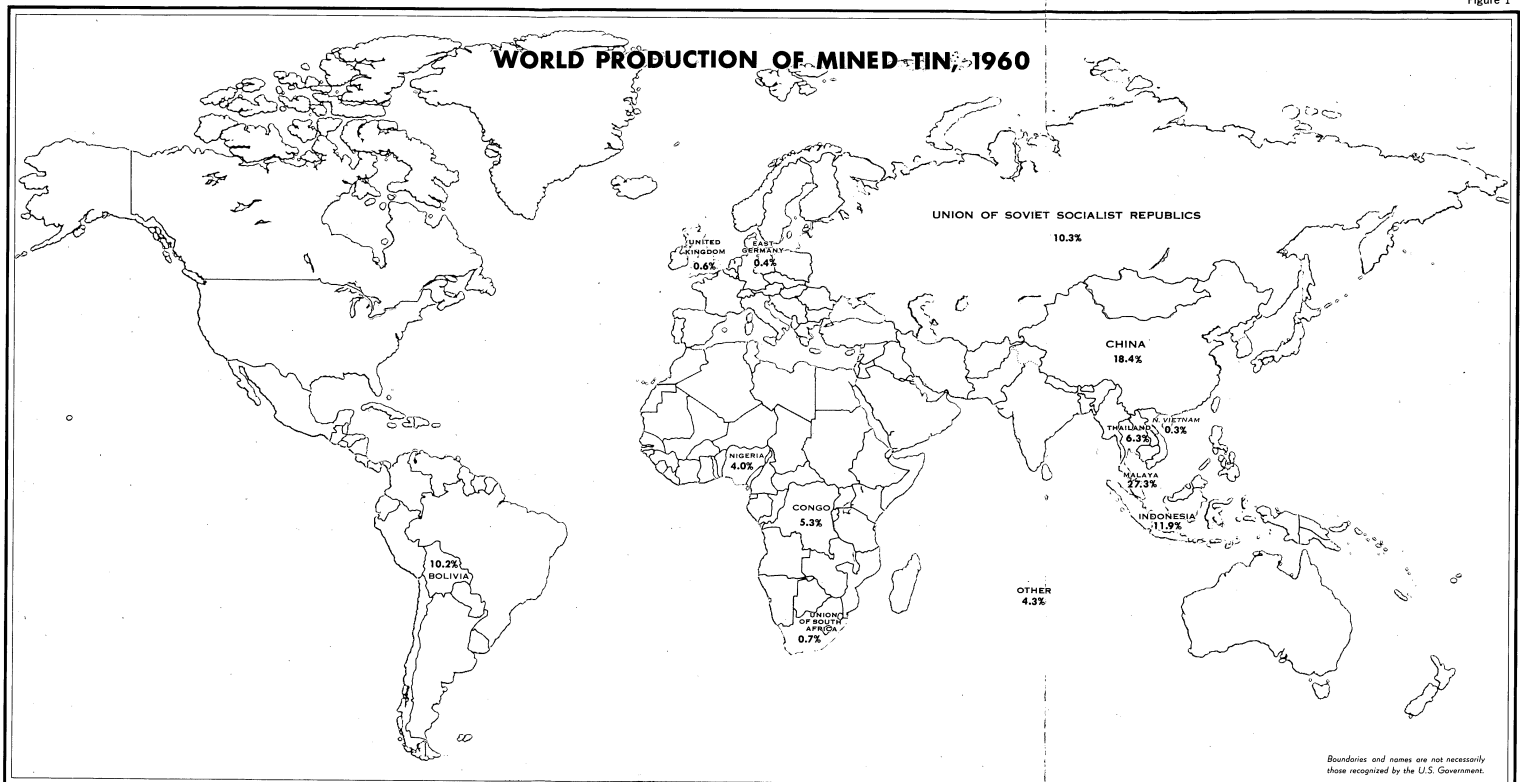 Figure 1
WORLD PRODUCTION OF MINED TIN, 1960
UNION OF SOVIET SOCIALIST REPUBLICS
10.3%
UNITED
KINGDOM
0.6%
EAST
GERMANY
0.4%
CHINA
18.4%
N. VIETNAM
0.3%
THAILAND
6.3%
NIGERIA
4.0%
MALAYA
27.3%
CONGO
5.3%
INDONESIA
11.9%
10.2%
BOLIVIA
OTHER
4.3%
UNION
OF SOUTH
AFRICA
0.7%
Boundaries and names are not necessarily
those recognized by the U.S. Government.